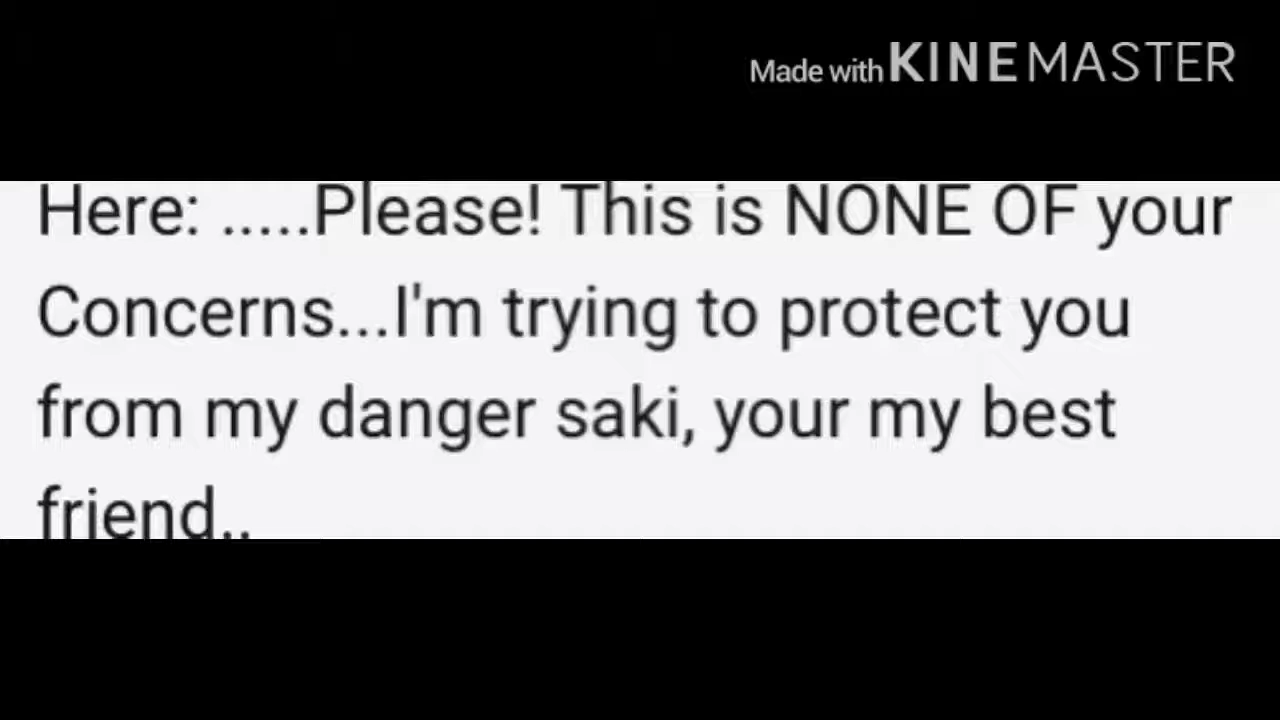 Made with KINEMASTER
Here: .....Please! This is NONE OF your
Concerns...I'm trying to protect you
from my danger saki, your my best
friend..